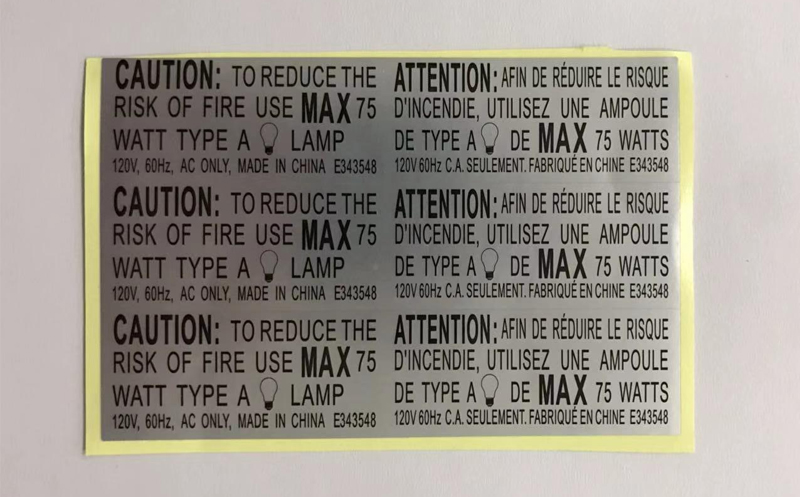 CAUTION: TO REDUCE THE
RISK OF FIRE USE MAX 75
WATT TYPE A LAMP
120V, 60Hz, AC ONLY, MADE IN CHINA E343548
ATTENTION: AFIN DE RÉDUIRE LE RISQUE
D'INCENDIE, UTILISEZ UNE AMPOULE
DE TYPE A DE MAX 75 WATTS
120V 60Hz C.A. SEULEMENT. FABRIQUÉ EN CHINE E343548
CAUTION: TO REDUCE THE
RISK OF FIRE USE MAX 75
WATT TYPE A LAMP
120V, 60Hz, AC ONLY, MADE IN CHINA E343548
ATTENTION: AFIN DE RÉDUIRE LE RISQUE
D'INCENDIE, UTILISEZ UNE AMPOULE
DE TYPE A DE MAX 75 WATTS
120V 60Hz C.A. SEULEMENT. FABRIQUÉ EN CHINE E343548
CAUTION: TO REDUCE THE
RISK OF FIRE USE MAX 75
WATT TYPE A LAMP
120V, 60Hz, AC ONLY, MADE IN CHINA E343548
ATTENTION: AFIN DE RÉDUIRE LE RISQUE
D'INCENDIE, UTILISEZ UNE AMPOULE
DE TYPE A DE MAX 75 WATTS
120V 60Hz C.A. SEULEMENT. FABRIQUÉ EN CHINE E343548